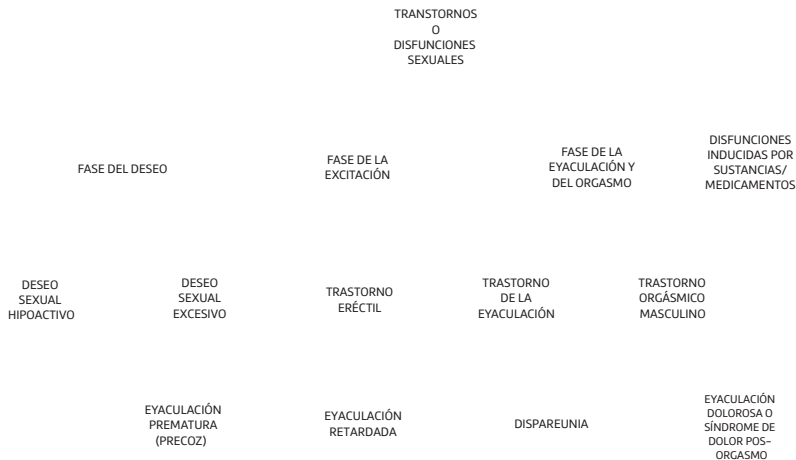 TRANSTORNOS
O
DISFUNCIONES
SEXUALES
FASE DEL DESEO
FASE DE LA
EXCITACIÓN
FASE DE LA
EYACULACIÓN Y
DEL ORGASMO
DISFUNCIONES
INDUCIDAS POR
SUSTANCIAS/
MEDICAMENTOS
DESEO
SEXUAL
HIPOACTIVO
DESEO
SEXUAL
EXCESIVO
TRASTORNO
ERÉCTIL
TRASTORNO
DE LA
EYACULACIÓN
TRASTORNO
ORGÁSMICO
MASCULINO
EYACULACIÓN
PREMATURA
(PRECOZ)
EYACULACIÓN
RETARDADA
DISPAREUNIA
EYACULACIÓN
DOLOROSA O
SÍNDROME DE
DOLOR POS-
ORGASMO